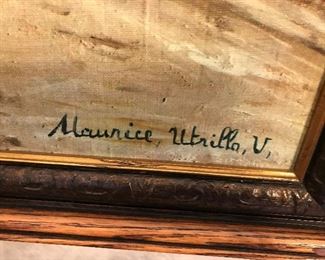 Maurice, Utrillo, V,